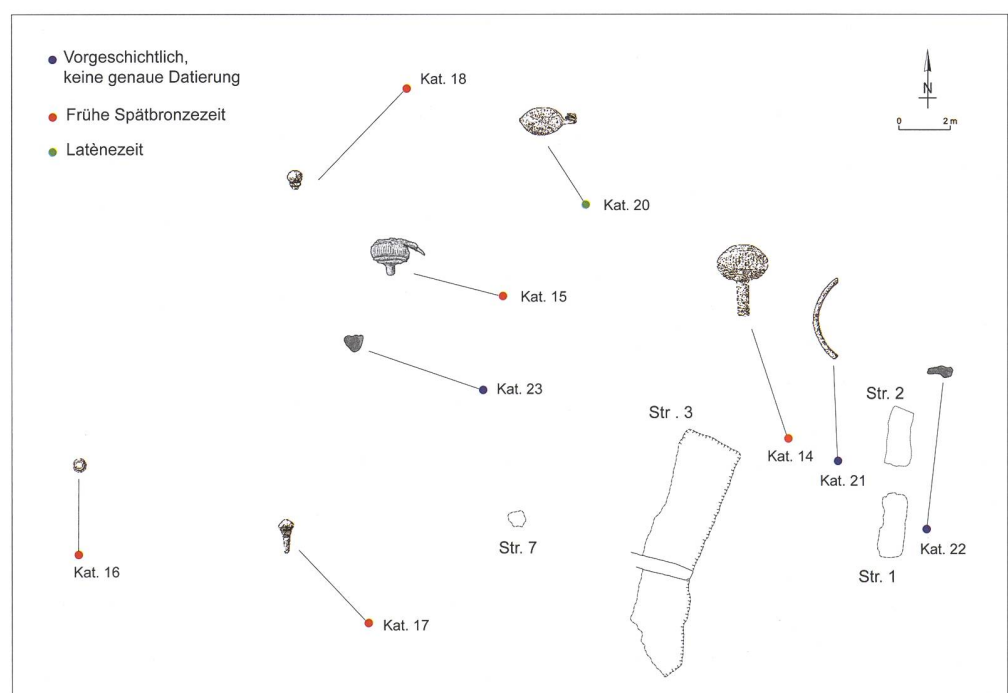 Vorgeschichtlich,
keine genaue Datierung
Frühe Spätbronzezeit
Latènezeit
Kat. 18
N
0 2 m
Kat. 20
Kat. 15
Kat. 23
Str. 2
Str . 3
Kat. 14
Kat. 21
Str. 7
Kat. 22
Kat. 16
Str. 1
Kat. 17